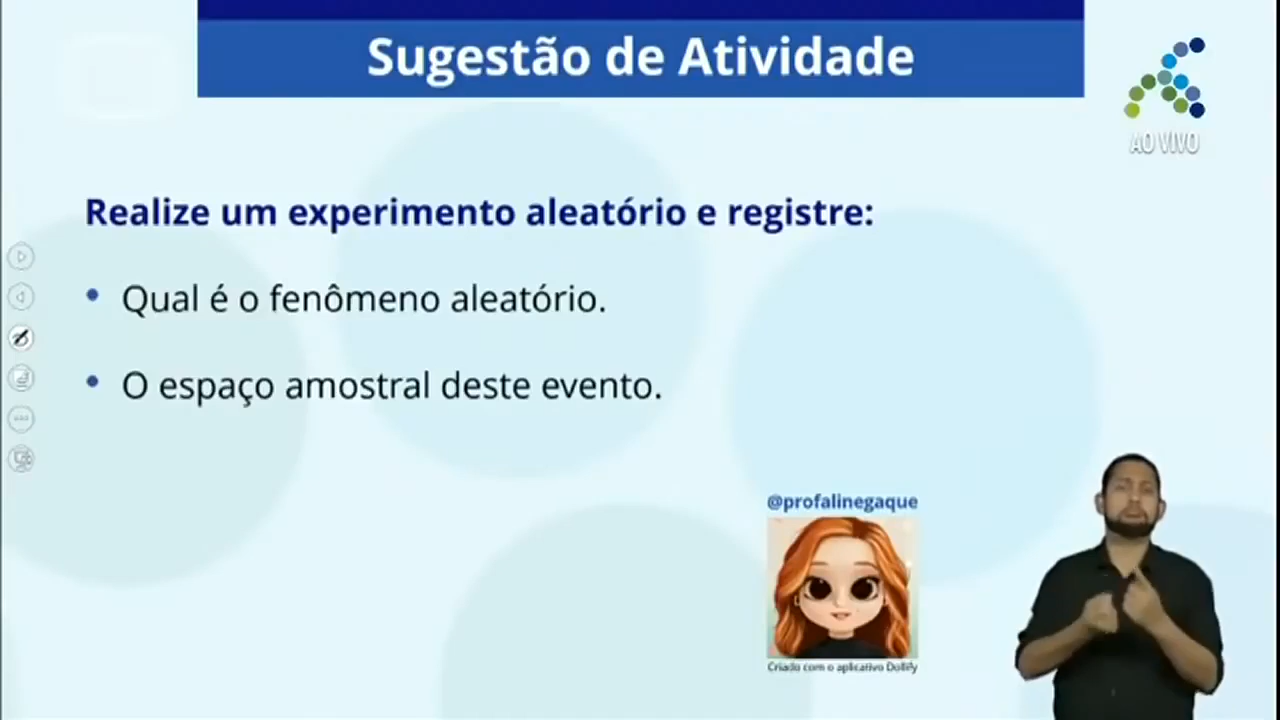 Sugestão de Atividade
AO VIVO
Realize um experimento aleatório e registre:
• Qual é o fenômeno aleatório.
• O espaço amostral deste evento.
@profalinegaque
Criado com o aplicativo Dollify